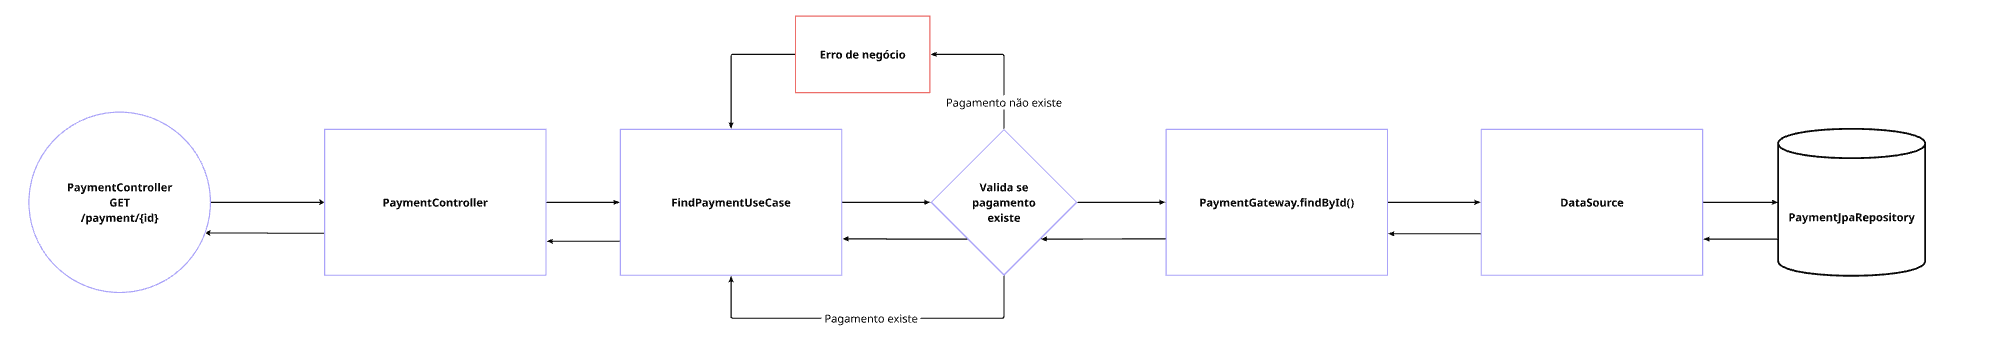 Erro de negócio
Pagamento não existe
PaymentController
GET
/payment/{id}
PaymentController
FindPaymentUseCase
Valida se
pagamento
existe
PaymentGateway.findById()
DataSource
PaymentJpaRepository
Pagamento existe